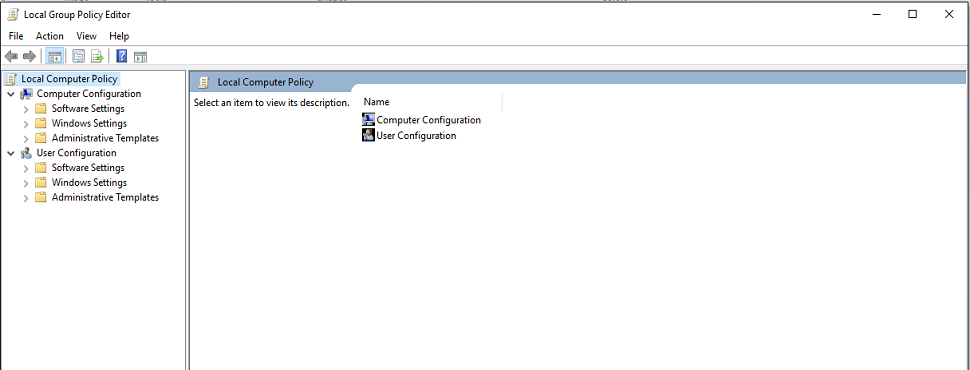 Local Group Policy Editor
File Action View Help
Local Computer Policy
Computer Configuration
Software Settings
Windows Settings
Administrative Templates
User Configuration
Software Settings
Windows Settings
Administrative Templates
Local Computer Policy
Select an item to view its description.
Name
Computer Configuration
User Configuration